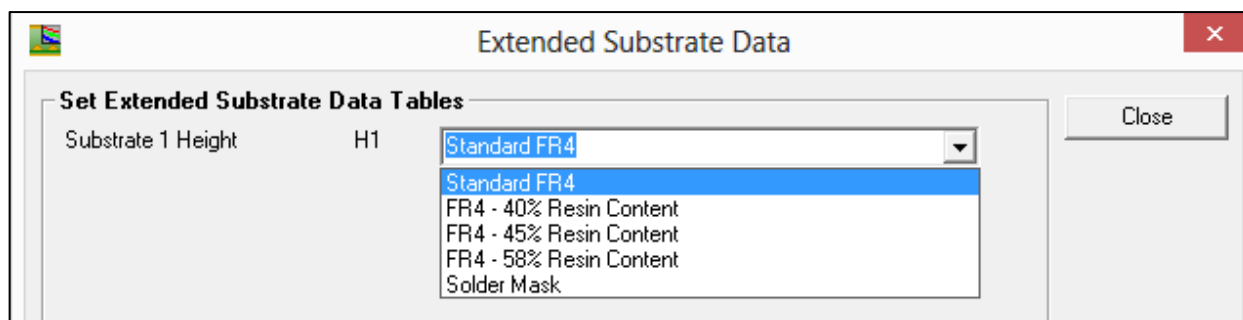 Extended Substrate Data
Set Extended Substrate Data Tables
Close
Substrate 1 Height H1 Standard FR4
Standard FR4
FR4 - 40% Resin Content
FR4 - 45% Resin Content
FR4 - 58% Resin Content
Solder Mask